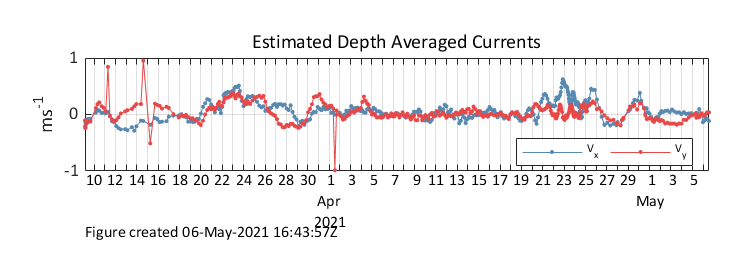 Estimated Depth Averaged Currents
1
0
-1
ms⁻¹
Vx Vy
10 12 14 16 18 20 22 24 26 28 30 1 3 5 7 9 11 13 15 17 19 21 23 25 27 29 1 3 5
Apr May
2021
Figure created 06-May-2021 16:43:57Z